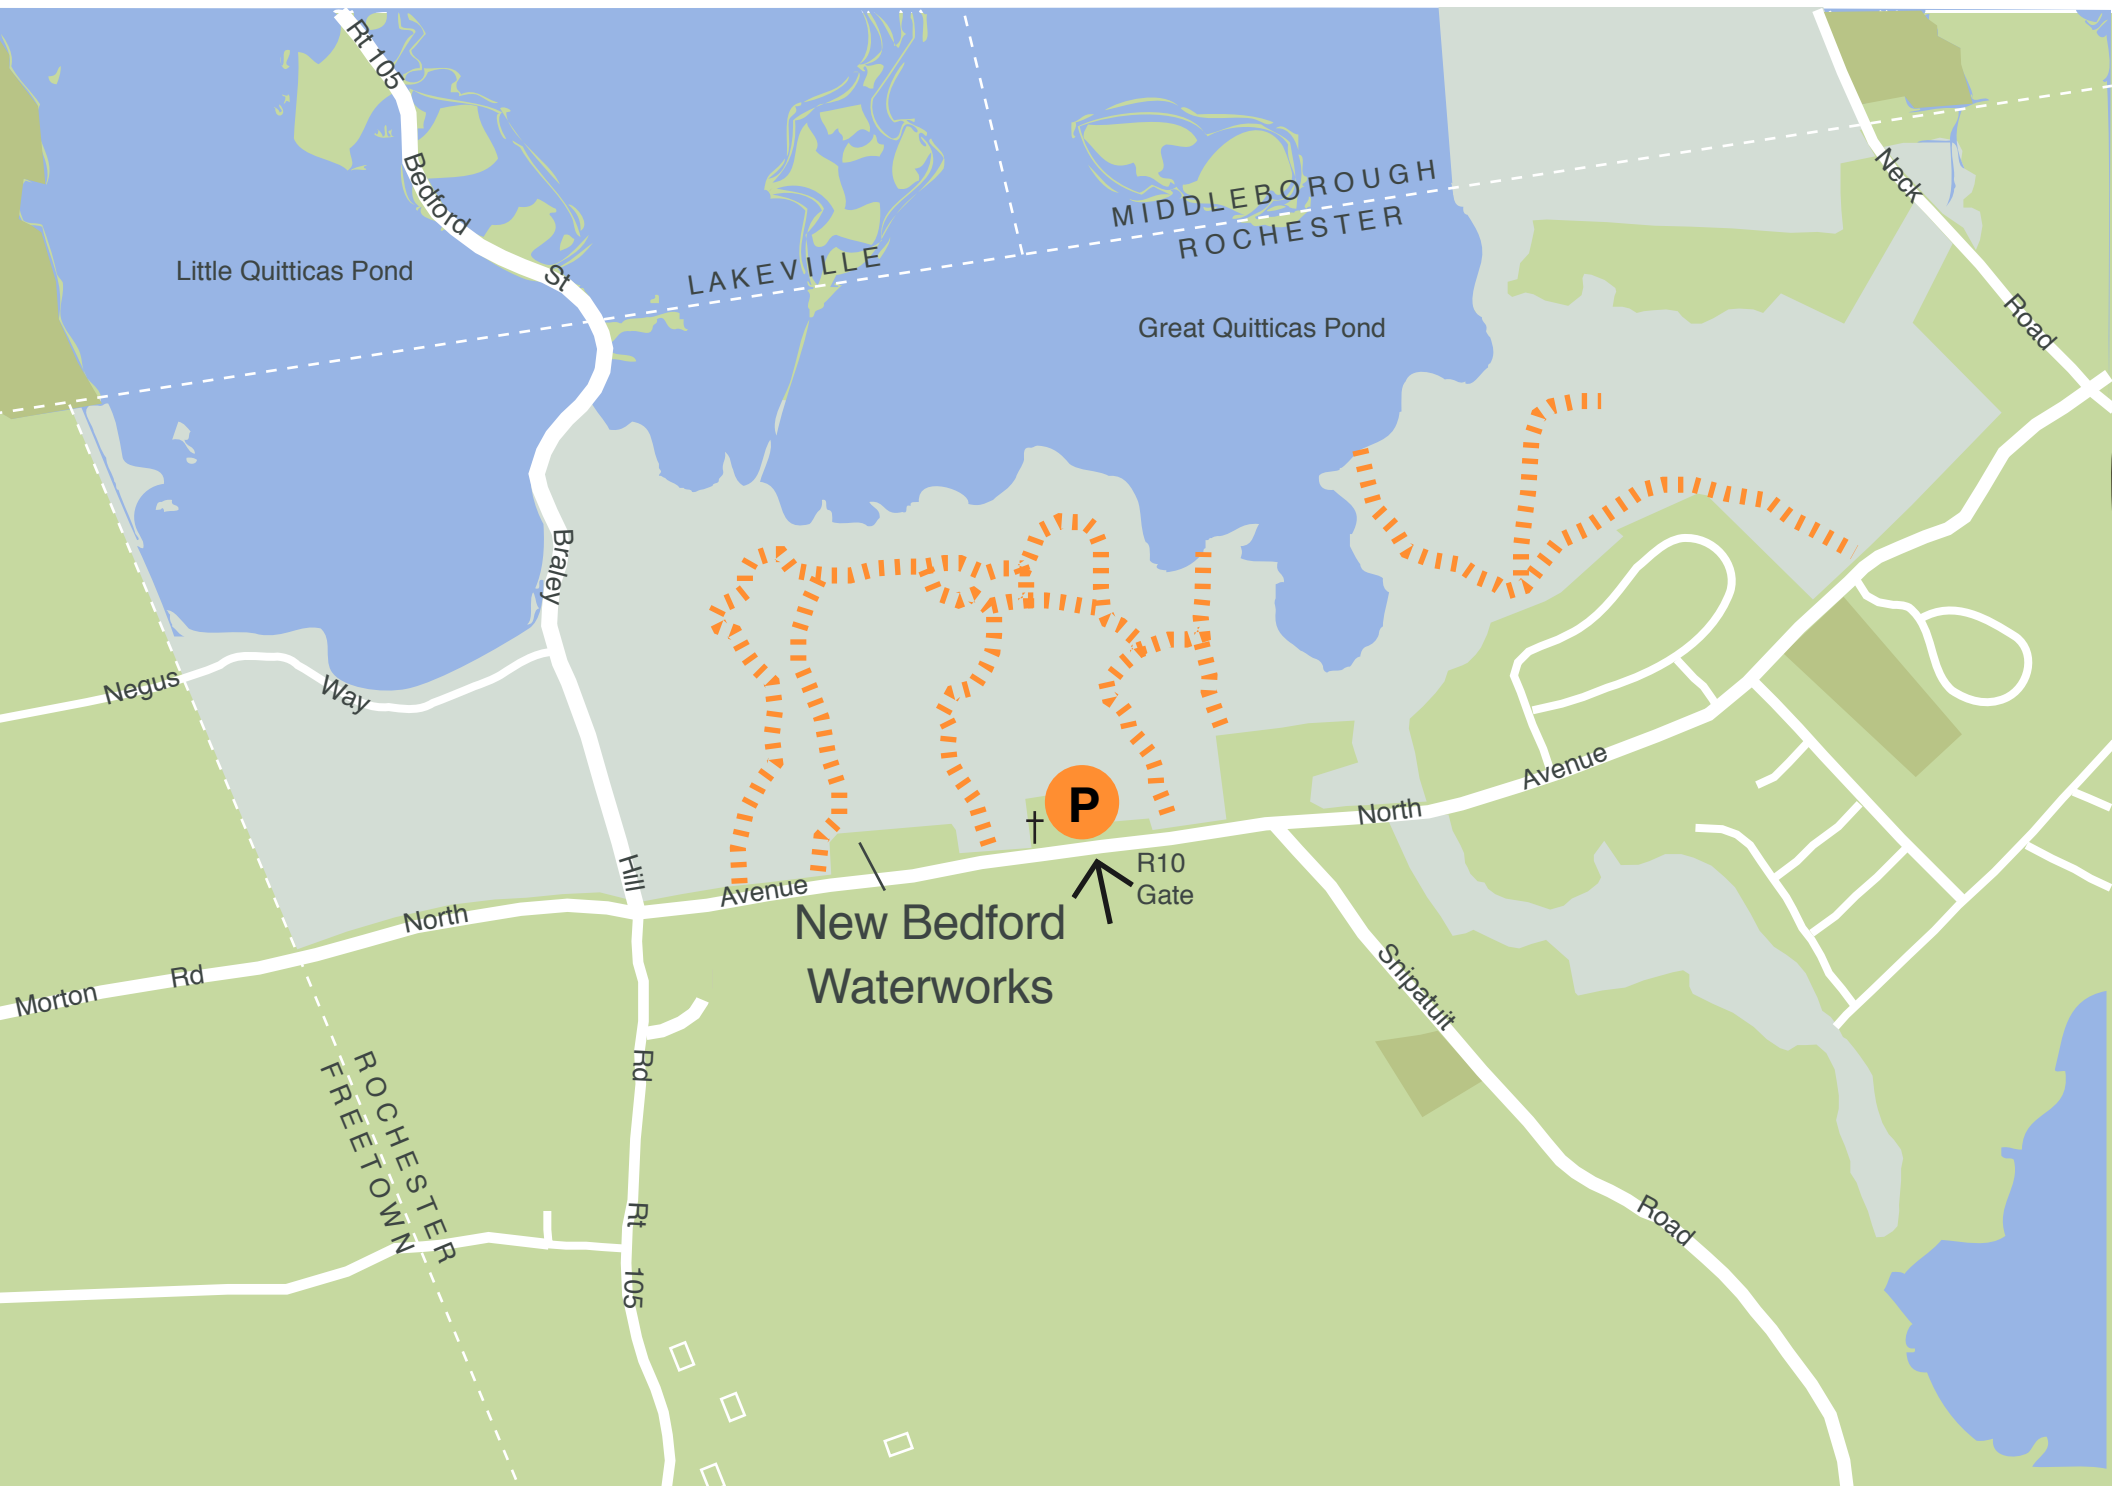 Rt 105
Bedford
St
Little Quitticas Pond
LAKEVILLE
MIDDLEBOROUGH
ROCHESTER
Great Quitticas Pond
Neck
Road
Braley
Negus
Way
Hill
Avenue
North
North
Avenue
P
†
R10
Gate
New Bedford
Waterworks
Morton
Rd
Snipatuit
Road
ROCHESTER
FREETOWN
Rd
Rt
105